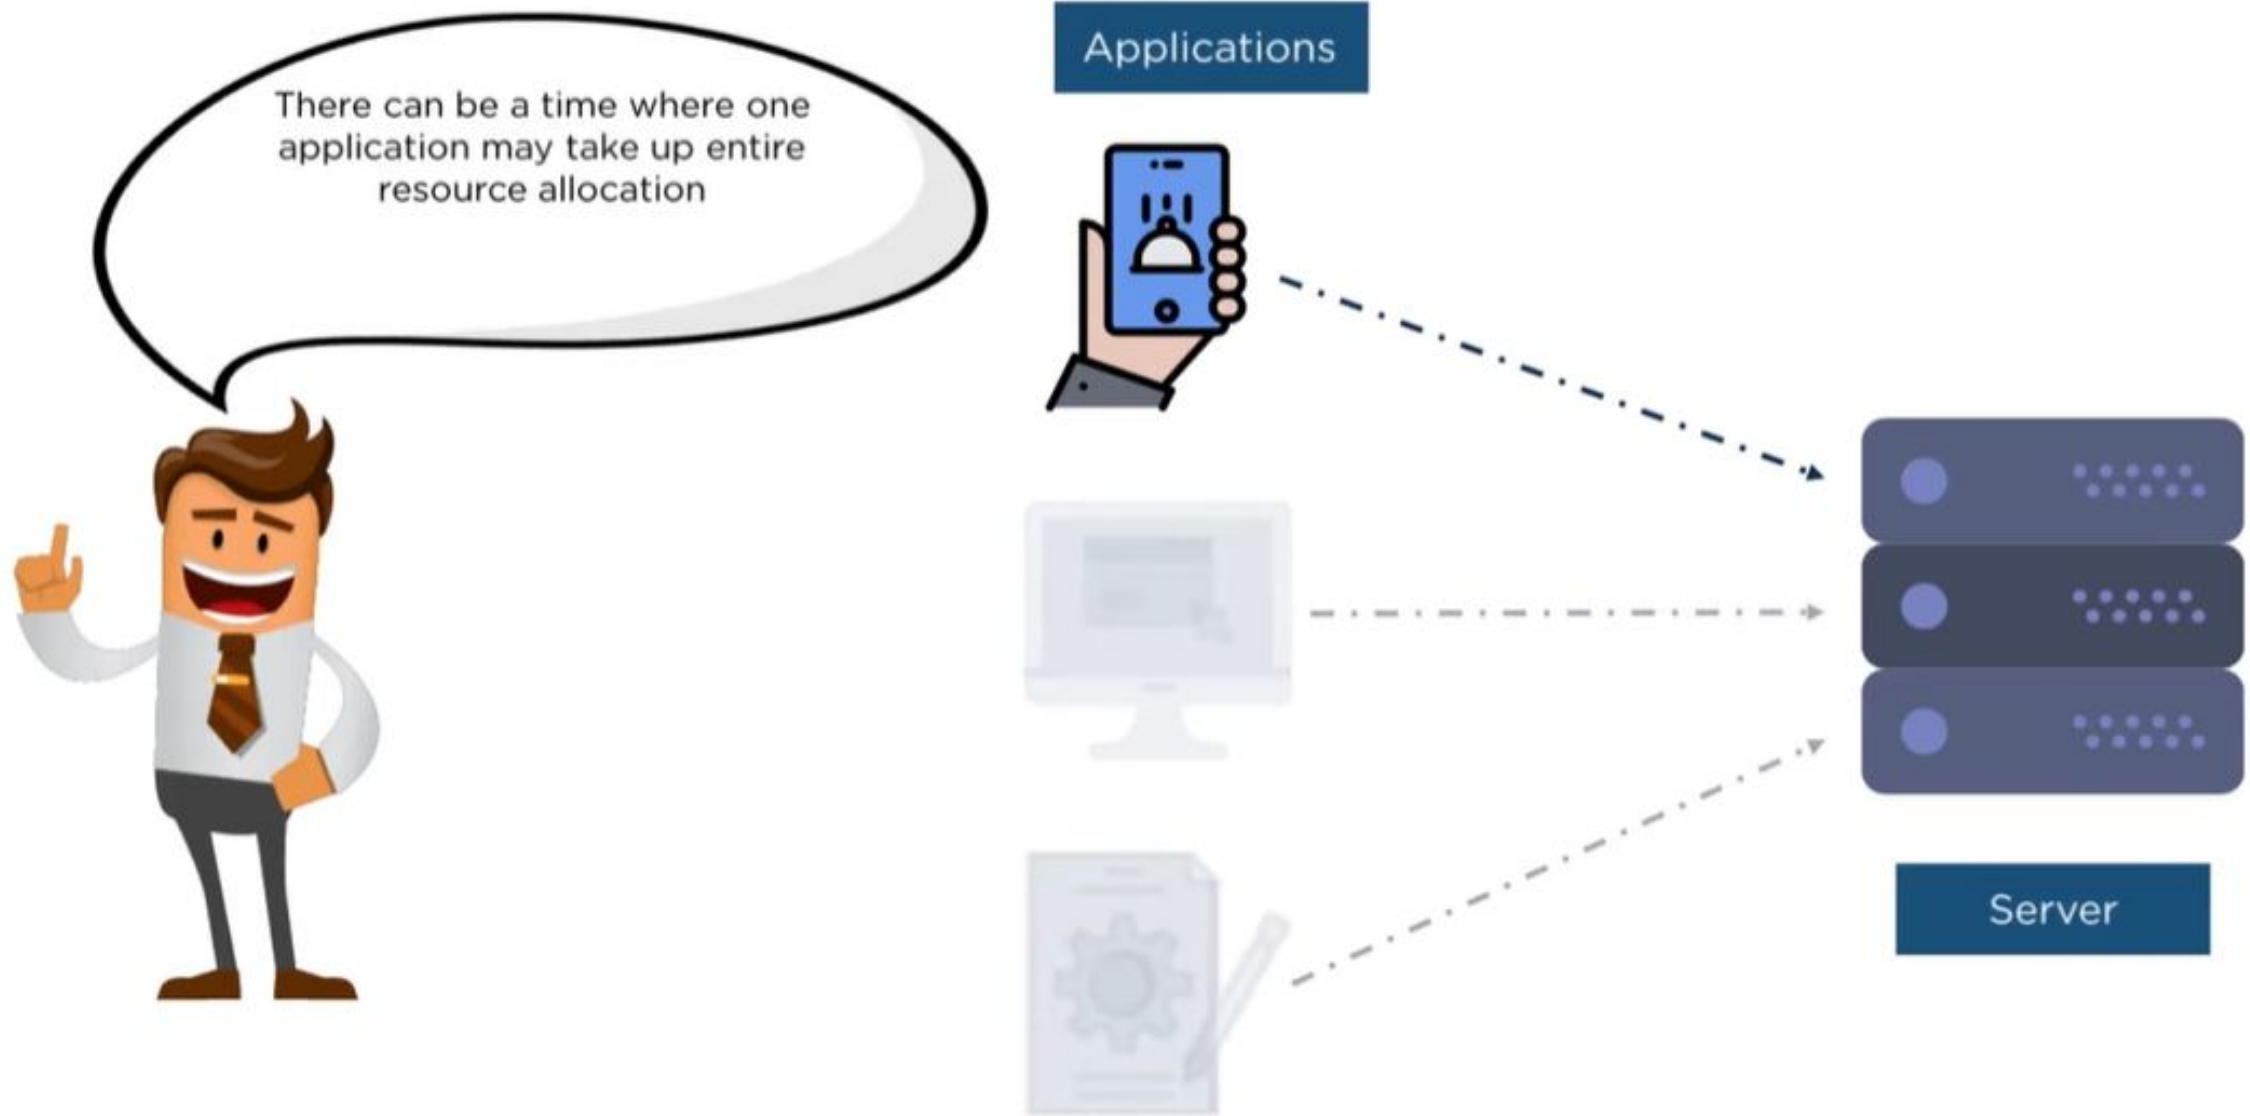 There can be a time where one
application may take up entire
resource allocation
Applications
Server